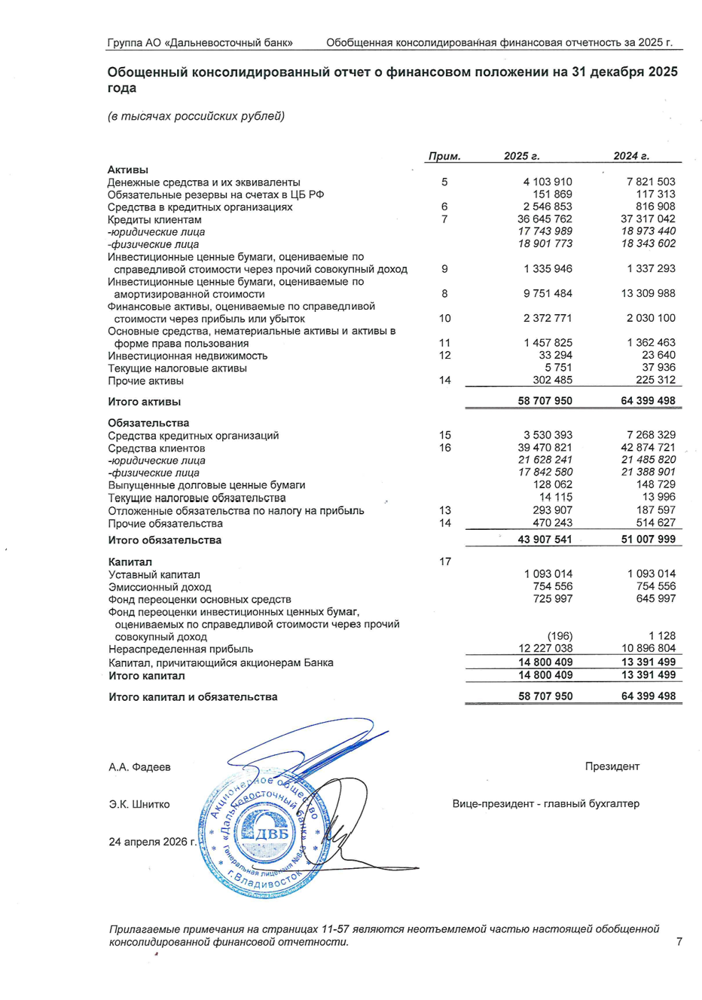 Группа АО «Дальневосточный банк» Обобщенная консолидированная финансовая отчетность за 2025 г.
Обощенный консолидированный отчет о финансовом положении на 31 декабря 2025
года
(в тысячах российских рублей)
Прим. 2025 г. 2024 г.
Активы
Денежные средства и их эквиваленты 5 4 103 910 7 821 503
Обязательные резервы на счетах в ЦБ РФ 151 869 117 313
Средства в кредитных организациях 6 2 546 853 816 908
Кредиты клиентам 7 36 645 762 37 317 042
-юридические лица 17 743 989 18 973 440
-физические лица 18 901 773 18 343 602
Инвестиционные ценные бумаги, оцениваемые по
справедливой стоимости через прочий совокупный доход 9 1 335 946 1 337 293
Инвестиционные ценные бумаги, оцениваемые по
амортизированной стоимости 8 9 751 484 13 309 988
Финансовые активы, оцениваемые по справедливой
стоимости через прибыль или убыток 10 2 372 771 2 030 100
Основные средства, нематериальные активы и активы в
форме права пользования 11 1 457 825 1 362 463
Инвестиционная недвижимость 12 33 294 23 640
Текущие налоговые активы 5 751 37 936
Прочие активы 14 302 485 225 312
Итого активы 58 707 950 64 399 498
Обязательства
Средства кредитных организаций 15 3 530 393 7 268 329
Средства клиентов 16 39 470 821 42 874 721
-юридические лица 21 628 241 21 485 820
-физические лица 17 842 580 21 388 901
Выпущенные долговые ценные бумаги 128 062 148 729
Текущие налоговые обязательства 14 115 13 996
Отложенные обязательства по налогу на прибыль 13 293 907 187 597
Прочие обязательства 14 470 243 514 627
Итого обязательства 43 907 541 51 007 999
Капитал 17
Уставный капитал 1 093 014 1 093 014
Эмиссионный доход 754 556 754 556
Фонд переоценки основных средств 725 997 645 997
Фонд переоценки инвестиционных ценных бумаг,
оцениваемых по справедливой стоимости через прочий
совокупный доход (196) 1 128
Нераспределенная прибыль 12 227 038 10 896 804
Капитал, причитающийся акционерам Банка 14 800 409 13 391 499
Итого капитал 14 800 409 13 391 499
Итого капитал и обязательства 58 707 950 64 399 498
А.А. Фадеев Президент
Э.К. Шнитко Вице-президент - главный бухгалтер
24 апреля 2026 г.
Акционерное общество
«Дальневосточный банк»
ДВБ
Генеральная лицензия №843
г.Владивосток
Прилагаемые примечания на страницах 11-57 являются неотъемлемой частью настоящей обобщенной
консолидированной финансовой отчетности. 7